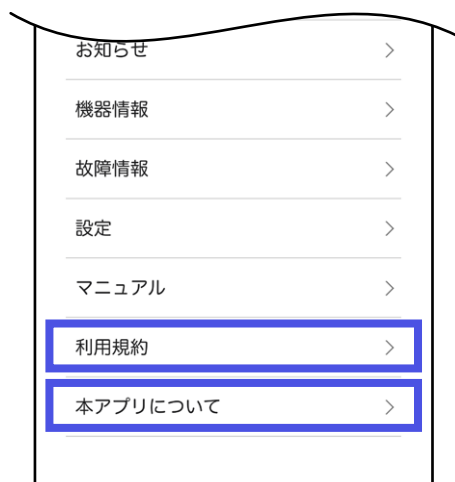 お知らせ
機器情報
故障情報
設定
マニュアル
利用規約
本アプリについて